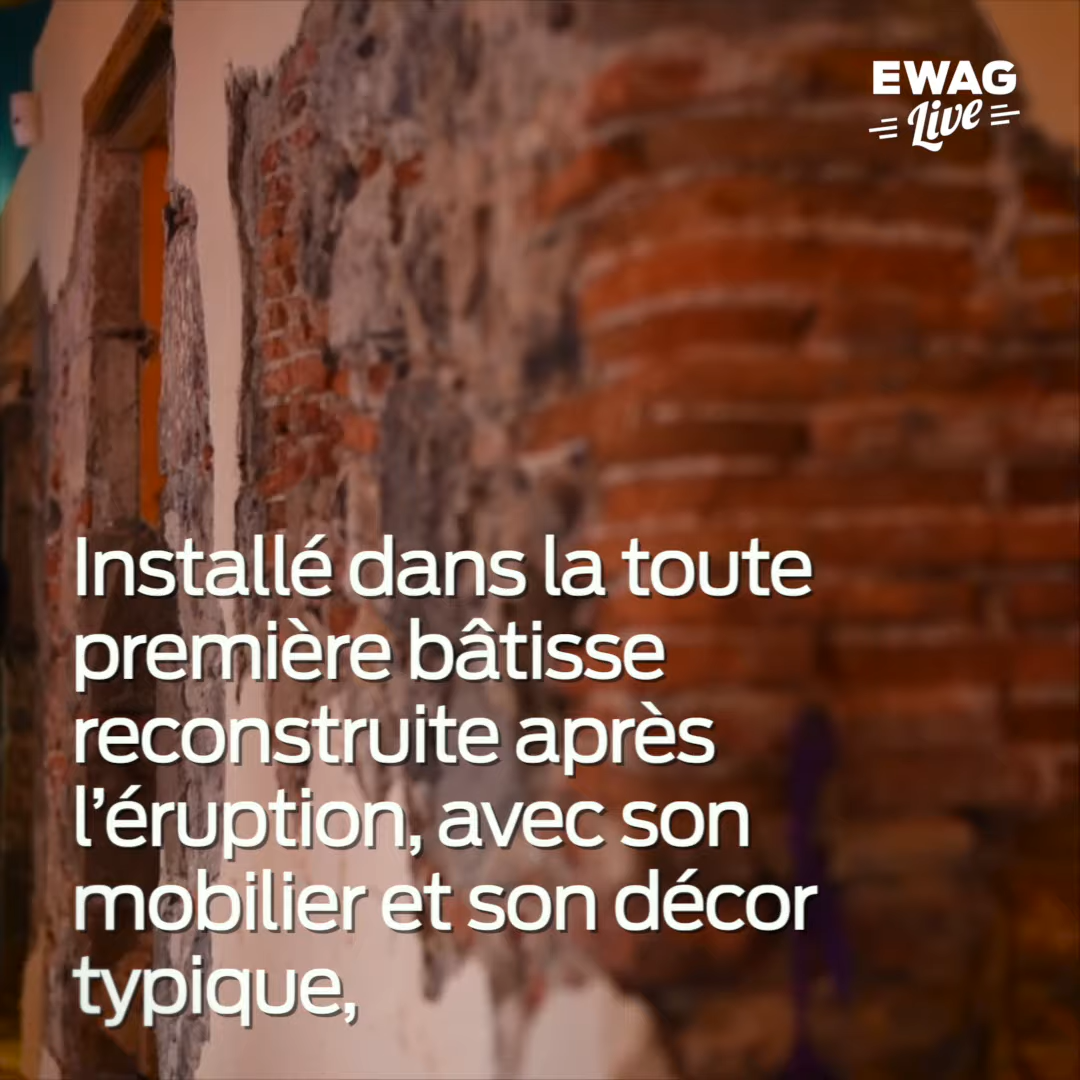 EWAG
Live
Installé dans la toute
première bâtisse
reconstruite après
l’éruption, avec son
mobilier et son décor
typique,